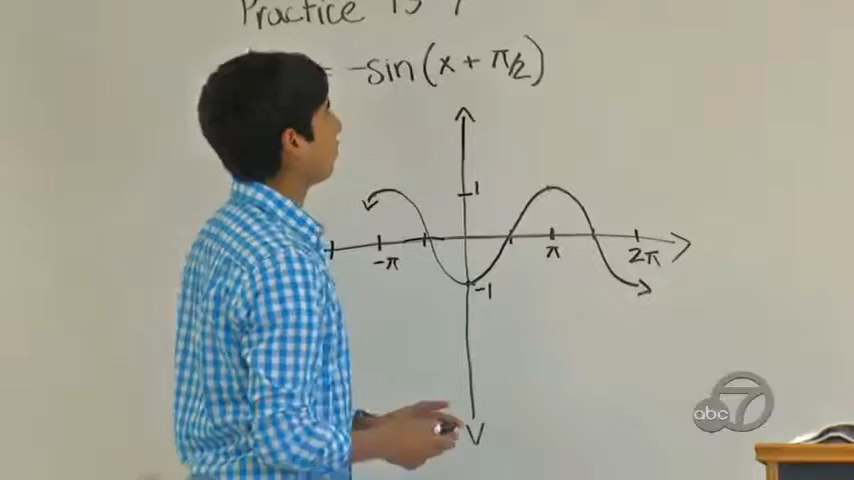 Practice
= -sin(x + π/2)
1
-π π 2π
-1
abc 7